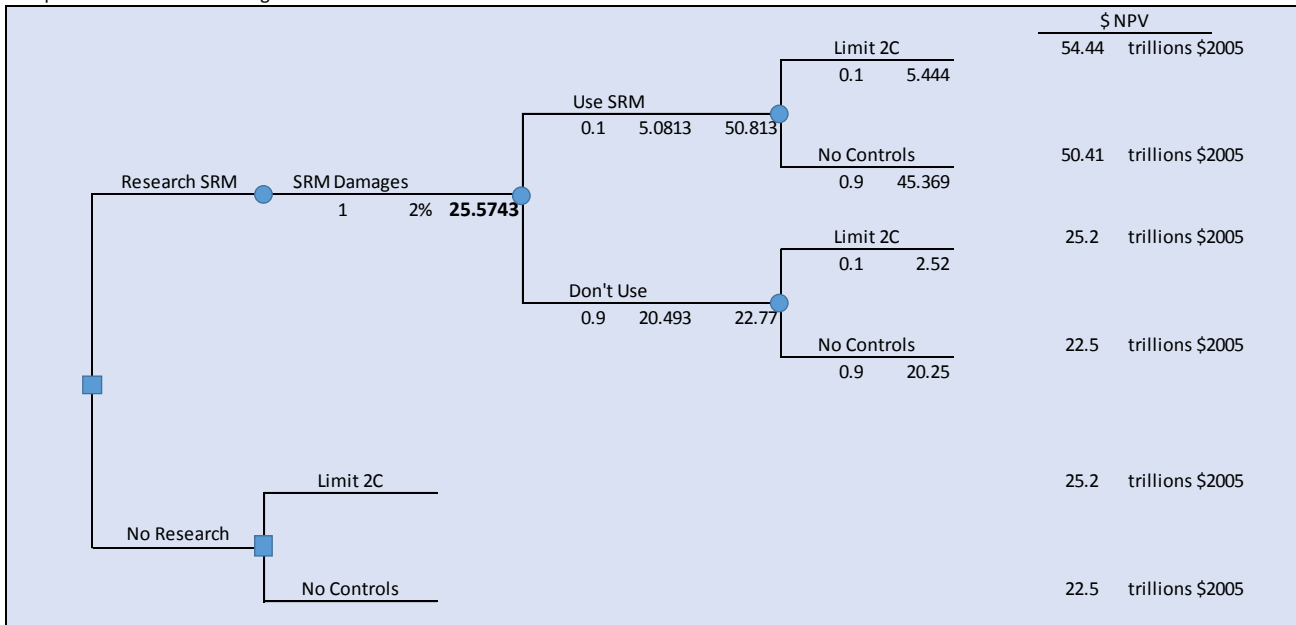 $ NPV
Limit 2C 54.44 trillions $2005
0.1 5.444
Use SRM
0.1 5.0813 50.813
No Controls 50.41 trillions $2005
0.9 45.369
Research SRM SRM Damages
1 2% 25.5743
Limit 2C 25.2 trillions $2005
0.1 2.52
Don't Use
0.9 20.493 22.77
No Controls 22.5 trillions $2005
0.9 20.25
Limit 2C 25.2 trillions $2005
No Research
No Controls 22.5 trillions $2005